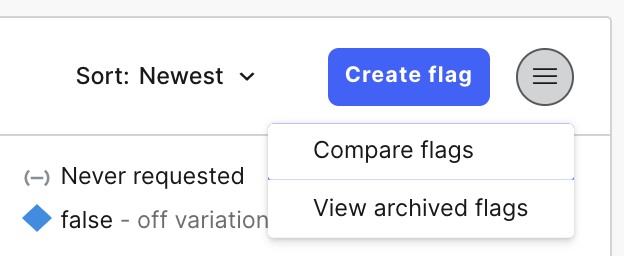 Sort: Newest
Create flag
Compare flags
Never requested
View archived flags
false - off variation